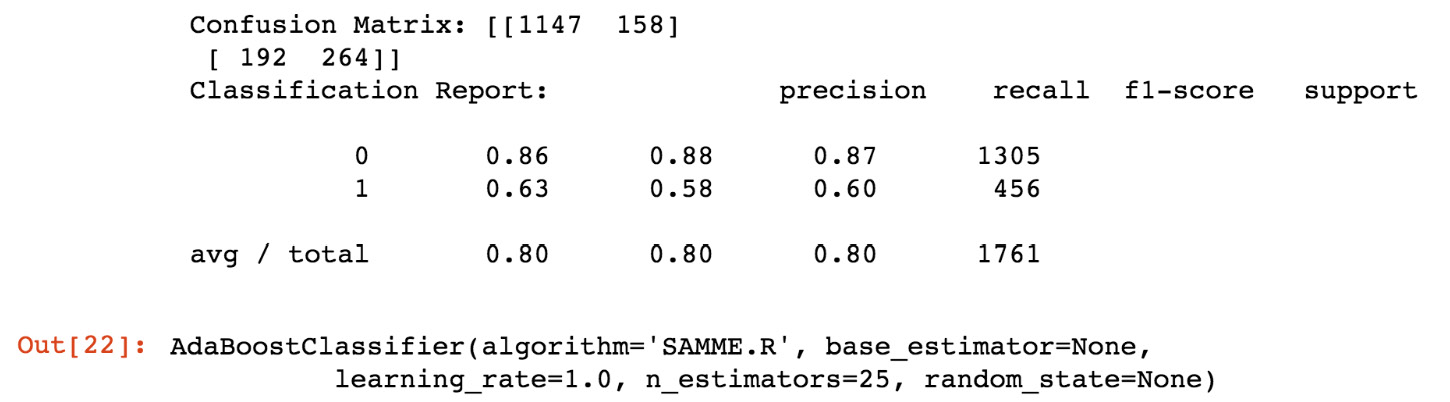 Confusion Matrix: [[1147  158]
 [ 192  264]]
Classification Report:              precision    recall  f1-score   support
          0       0.86      0.88      0.87      1305
          1       0.63      0.58      0.60       456
avg / total       0.80      0.80      0.80      1761
Out[22]: AdaBoostClassifier(algorithm='SAMME.R', base_estimator=None,
          learning_rate=1.0, n_estimators=25, random_state=None)